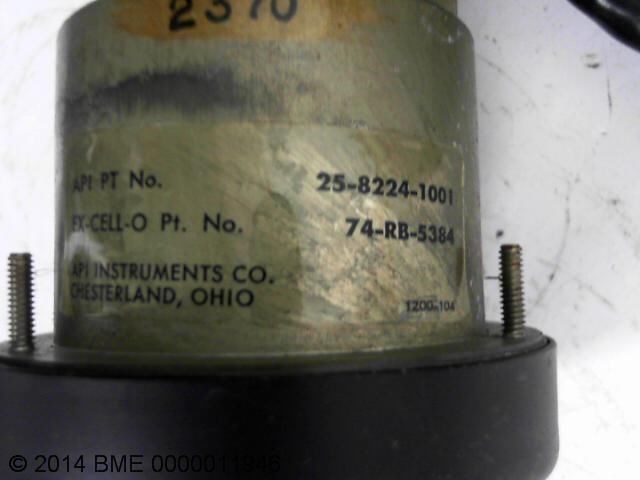 2370
API PT No. 25-8224-1001
EX-CELL-O Pt. No. 74-RB-5384
API INSTRUMENTS CO.
CHESTERLAND, OHIO 1200-104
© 2014 BME 0000011946